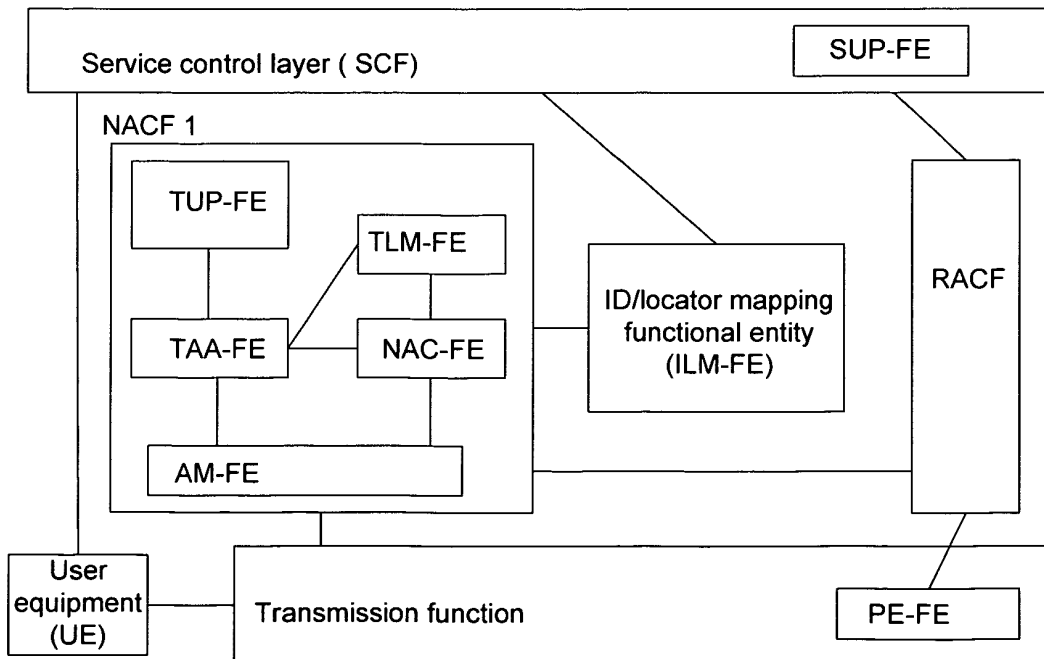 SUP-FE
Service control layer ( SCF)
NACF 1
TUP-FE
TLM-FE
TAA-FE
NAC-FE
AM-FE
ID/locator mapping
functional entity
(ILM-FE)
RACF
User
equipment
(UE)
Transmission function
PE-FE